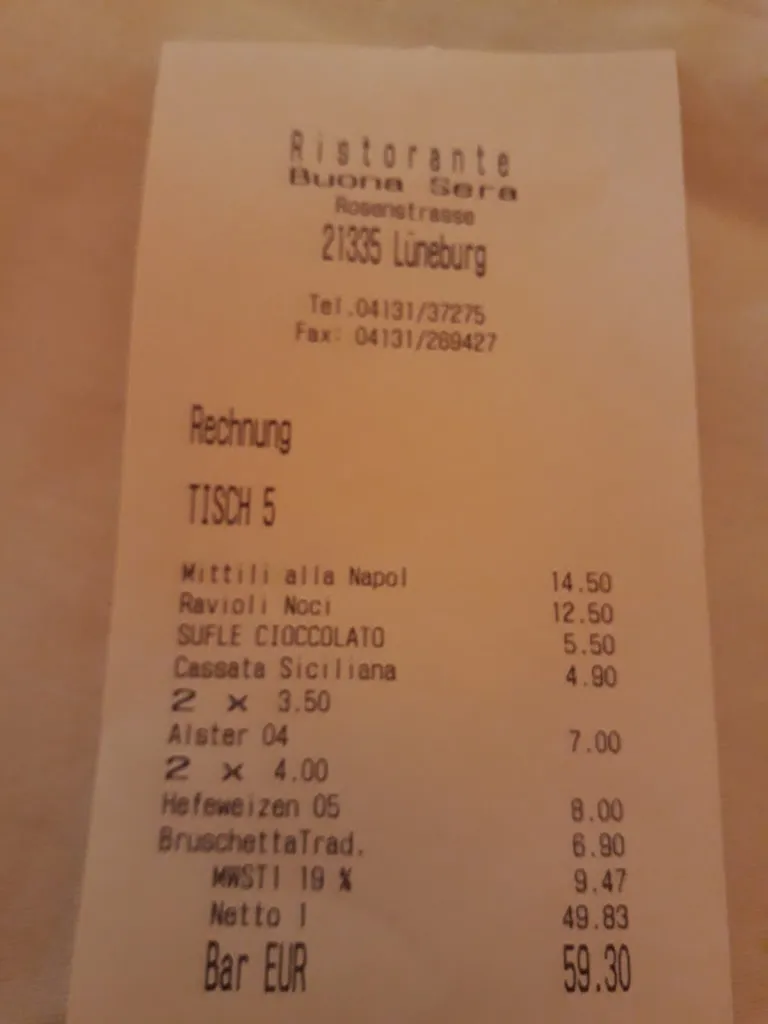 Ristorante
Buona Sera
Rosenstrasse
21335 Lüneburg
Tel.04131/37275
Fax: 04131/269427
Rechnung
TISCH 5
Mittili alla Napol 14.50
Ravioli Noci 12.50
SUFLE CIOCCOLATO 5.50
Cassata Siciliana 4.90
2 x 3.50
Alster 04 7.00
2 x 4.00
Hefeweizen 05 8.00
BruschettaTrad. 6.90
MWST1 19 % 9.47
Netto 1 49.83
Bar EUR 59.30